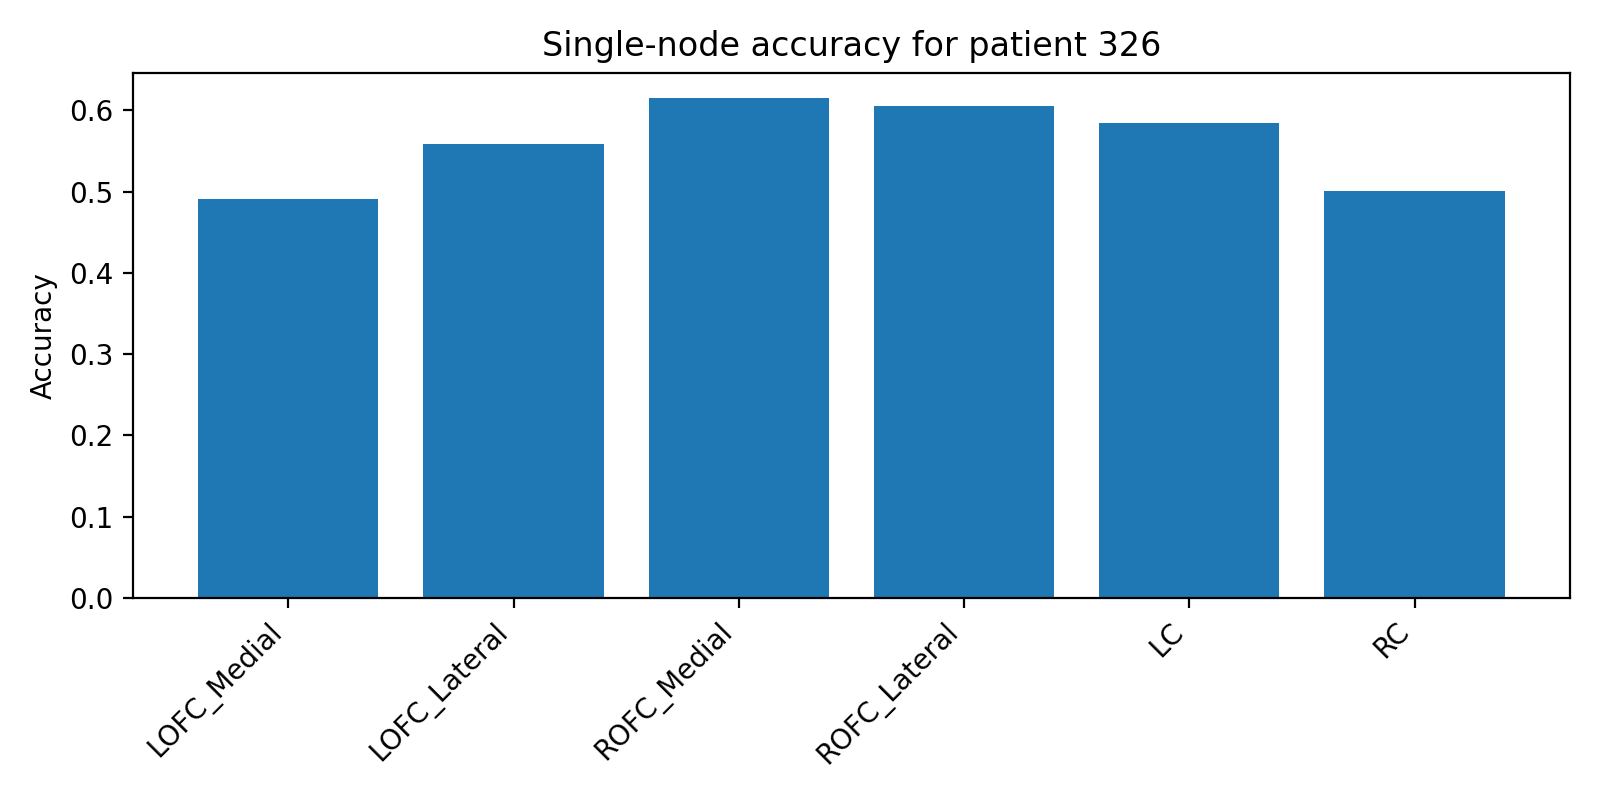 Single-node accuracy for patient 326
Accuracy
0.6
0.5
0.4
0.3
0.2
0.1
0.0
LOFC_Medial
LOFC_Lateral
ROFC_Medial
ROFC_Lateral
LC
RC